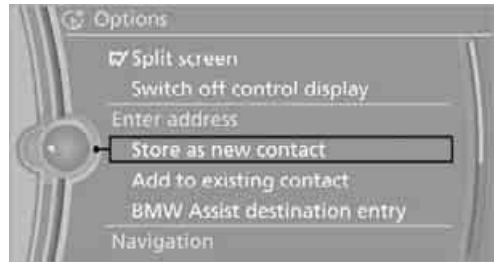 Options
Split screen
Switch off control display
Enter address
Store as new contact
Add to existing contact
BMW Assist destination entry
Navigation